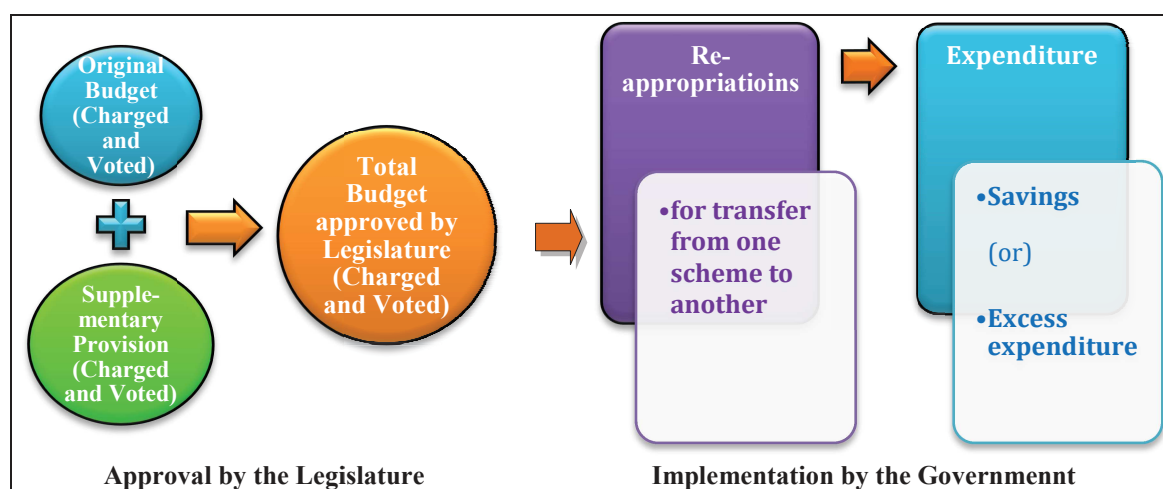 Original
Budget
(Charged
and
Voted)
Supple-
mentary
Provision
(Charged
and Voted)
Total
Budget
approved by
Legislature
(Charged
and Voted)
Re-
appropriatioins
•for transfer
from one
scheme to
another
Expenditure
•Savings
(or)
•Excess
expenditure
Approval by the Legislature
Implementation by the Governmennt